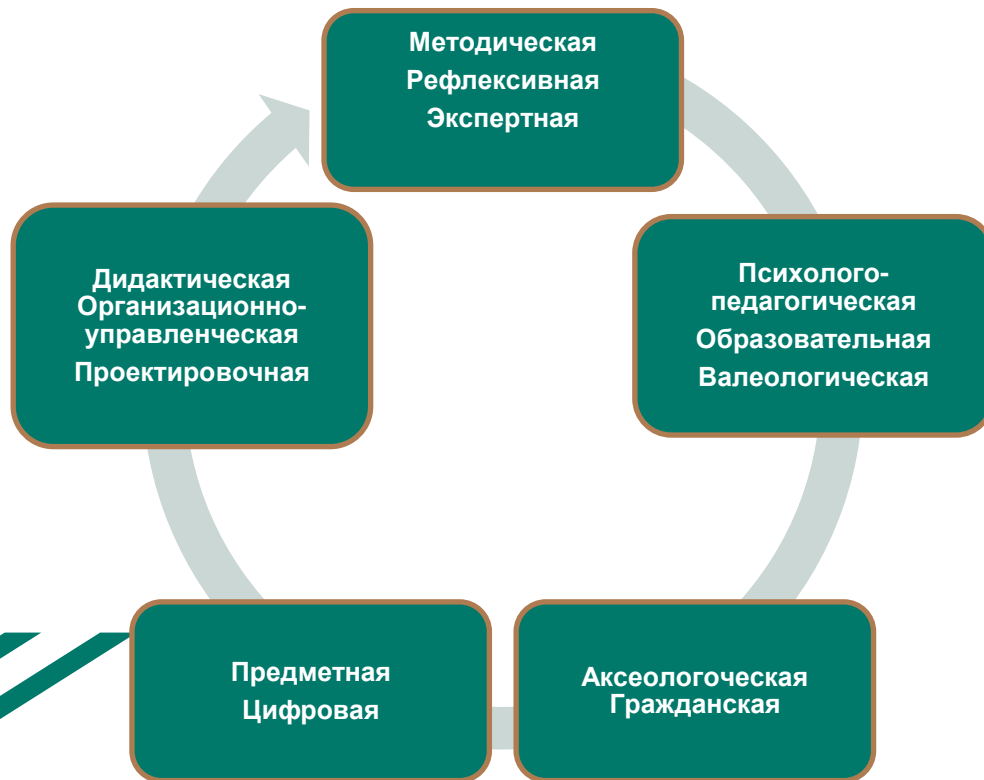 Методическая
Рефлексивная
Экспертная
Психолого-
педагогическая
Образовательная
Валеологическая
Аксеологоческая
Гражданская
Предметная
Цифровая
Дидактическая
Организационно-
управленческая
Проектировочная